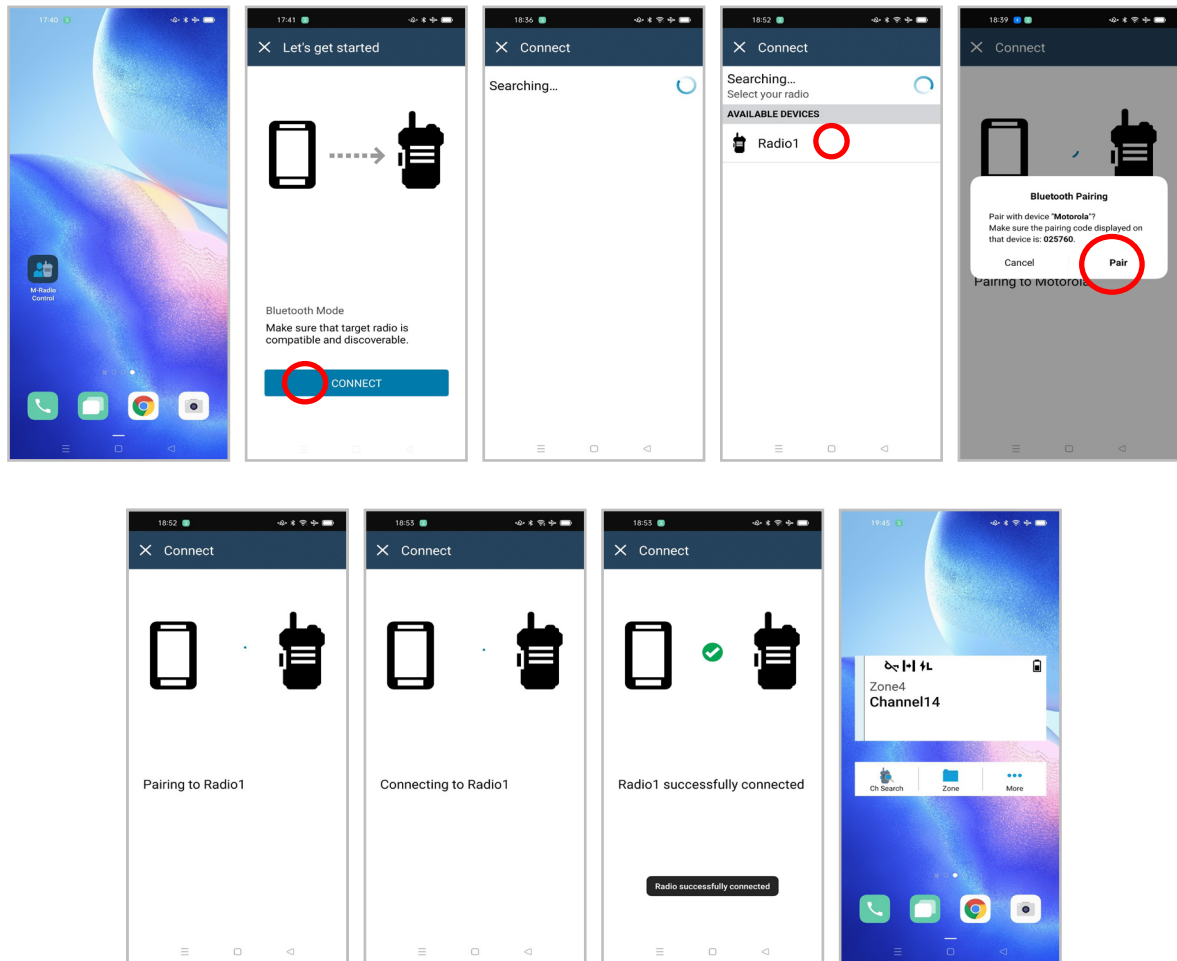 17:40
M-Radio
Control
17:41
Let's get started
Bluetooth Mode
Make sure that target radio is
compatible and discoverable.
CONNECT
18:36
Connect
Searching...
18:52
Connect
Searching...
Select your radio
AVAILABLE DEVICES
Radio1
18:39
Connect
Bluetooth Pairing
Pair with device "Motorola"?
Make sure the pairing code displayed on
that device is: 025760.
Cancel
Pair
Pairing to Motorola
18:52
Connect
Pairing to Radio1
18:53
Connect
Connecting to Radio1
18:53
Connect
Radio1 successfully connected
Radio successfully connected
19:45
Zone4
Channel14
Ch Search
Zone
More